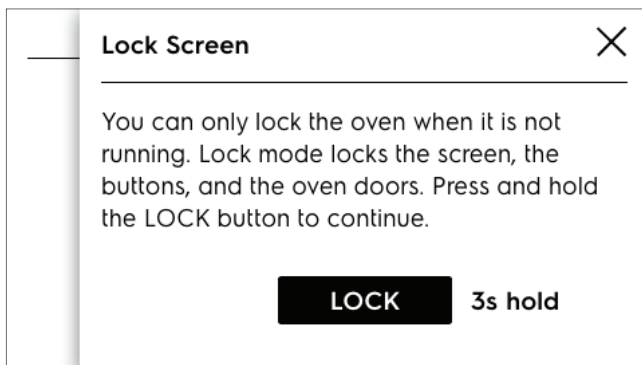 Lock Screen
You can only lock the oven when it is not
running. Lock mode locks the screen, the
buttons, and the oven doors. Press and hold
the LOCK button to continue.
LOCK 3s hold